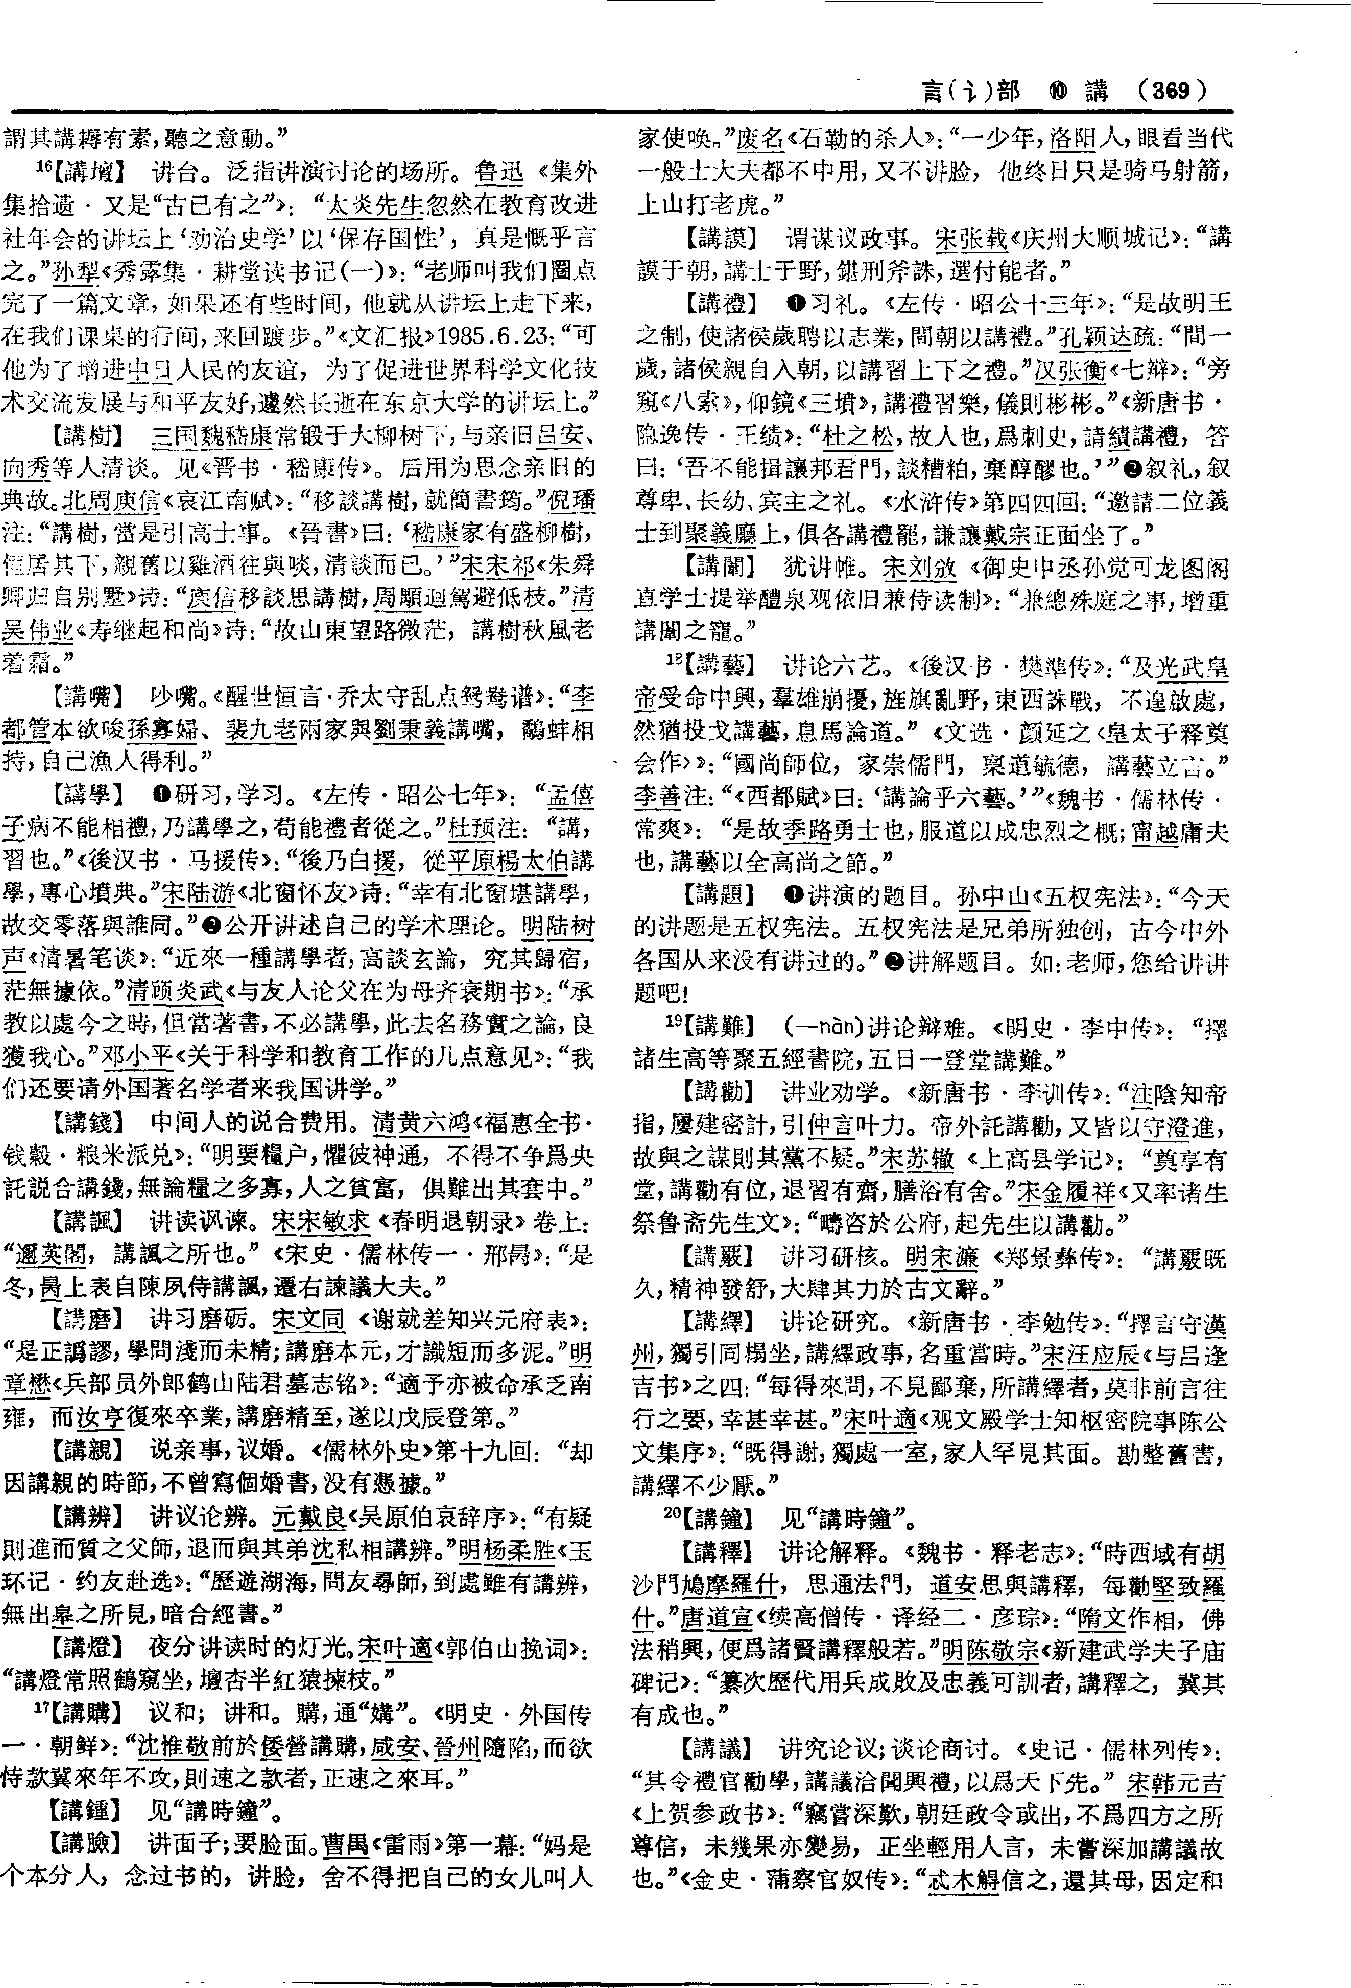 言(讠)部 ⑩ 講 (369)
謂其講穭有素,聽之意動。”
16【講壇】 讲台。泛指讲演讨论的场所。鲁迅《集外
集拾遗·又是“古已有之”》：“太炎先生忽然在教育改进
社年会的讲坛上‘劝治史学’以‘保存国性’，真是慨乎言
之。”孙犁《秀露集·耕堂读书记(一)》：“老师叫我们圈点
完了一篇文章，如果还有些时间，他就从讲坛上走下来，
在我们课桌的行间，来回踱步。”《文汇报》1985.6.23：“可
他为了增进中日人民的友谊，为了促进世界科学文化技
术交流发展与和平友好,遽然长逝在东京大学的讲坛上。”
【講樹】 三国魏嵇康常锻于大柳树下,与亲旧吕安、
向秀等人清谈。见《晋书·嵇康传》。后用为思念亲旧的
典故。北周庾信《哀江南赋》：“移談講樹，就簡書筠。”倪璠
注：“講樹，當是引高士事。《晉書》曰：‘嵇康家有盛柳樹，
恒居其下，親舊以雞酒往與啖，清談而已。’”宋宋祁《朱舜
卿归自别墅》诗：“庾信移談思講樹，周顒迴駕避低枝。”清
吴伟业《寿继起和尚》诗：“故山東望路微茫，講樹秋風老
着霜。”
【講嘴】 吵嘴。《醒世恒言·乔太守乱点鸳鸯谱》：“李
都管本欲唆孫寡婦、裴九老兩家與劉秉義講嘴，鷸蚌相
持，自己漁人得利。”
【講學】 ❶研习，学习。《左传·昭公七年》：“孟僖
子病不能相禮，乃講學之，苟能禮者從之。”杜预注：“講，
習也。”《後汉书·马援传》：“後乃白援，從平原楊太伯講
學，專心墳典。”宋陆游《北窗怀友》诗：“幸有北窗堪講學，
故交零落與誰同。”❷公开讲述自己的学术理论。明陆树
声《清暑笔谈》：“近來一種講學者，高談玄論，究其歸宿，
茫無據依。”清顾炎武《与友人论父在为母齐衰期书》：“承
教以處今之時，但當著書，不必講學，此去名務實之論，良
獲我心。”邓小平《关于科学和教育工作的几点意见》：“我
们还要请外国著名学者来我国讲学。”
【講錢】 中间人的说合费用。清黄六鸿《福惠全书·
钱穀·粮米派兑》：“明要糧户，懼彼神通，不得不争爲央
託説合講錢，無論糧之多寡，人之貧富，俱難出其套中。”
【講諷】 讲读讽谏。宋宋敏求《春明退朝录》卷上：
“邇英閣，講諷之所也。”《宋史·儒林传一·邢昺》：“是
冬，昺上表自陳夙侍講諷，遷右諫議大夫。”
【講磨】 讲习磨砺。宋文同《谢就差知兴元府表》：
“是正譌謬，學問淺而未精；講磨本元，才識短而多泥。”明
章懋《兵部员外郎鹤山陆君墓志铭》：“適予亦被命承乏南
雍，而汝亨復來卒業，講磨精至，遂以戊辰登第。”
【講親】 说亲事，议婚。《儒林外史》第十九回：“却
因講親的時節，不曾寫個婚書，没有憑據。”
【講辨】 讲议论辨。元戴良《吴原伯哀辞序》：“有疑
則進而質之父師，退而與其弟沈私相講辨。”明杨柔胜《玉
环记·约友赴选》：“歷遊湖海，問友尋師，到處雖有講辨，
無出皋之所見，暗合經書。”
【講燈】 夜分讲读时的灯光。宋叶適《郭伯山挽词》：
“講燈常照鶴窺坐，壇杏半紅猿揀枝。”
17【講購】 议和；讲和。購，通“媾”。《明史·外国传
一·朝鲜》：“沈惟敬前於倭營講購，咸安、晉州隨陷，而欲
恃款冀來年不攻，則速之款者，正速之來耳。”
【講鍾】 见“講時鐘”。
【講臉】 讲面子；要脸面。曹禺《雷雨》第一幕：“妈是
个本分人，念过书的，讲脸，舍不得把自己的女儿叫人
家使唤。”废名《石勒的杀人》：“一少年，洛阳人，眼看当代
一般士大夫都不中用，又不讲脸，他终日只是骑马射箭，
上山打老虎。”
【講謨】 谓谋议政事。宋张载《庆州大顺城记》：“講
謨于朝，講士于野，鍖刑斧誅，選付能者。”
【講禮】 ❶习礼。《左传·昭公十三年》：“是故明王
之制，使諸侯歲聘以志業，間朝以講禮。”孔颖达疏：“間一
歲，諸侯親自入朝，以講習上下之禮。”汉张衡《七辩》：“旁
窺《八索》，仰鏡《三墳》，講禮習樂，儀則彬彬。”《新唐书·
隐逸传·王绩》：“杜之松，故人也，爲刺史，請績講禮，答
曰：‘吾不能揖讓邦君門，談糟粕，棄醇醪也。’”❷叙礼，叙
尊卑、长幼、宾主之礼。《水浒传》第四四回：“邀請二位義
士到聚義廳上，俱各講禮罷，謙讓戴宗正面坐了。”
【講闈】 犹讲帷。宋刘攽《御史中丞孙觉可龙图阁
直学士提举醴泉观依旧兼侍读制》：“兼總殊庭之事，增重
講闈之寵。”
18【講藝】 讲论六艺。《後汉书·樊準传》：“及光武皇
帝受命中興，羣雄崩擾，旌旗亂野，東西誅戰，不遑啟處，
然猶投戈講藝，息馬論道。”《文选·颜延之〈皇太子释奠
会作〉》：“國尚師位，家崇儒門，稟道毓德，講藝立言。”
李善注：“《西都賦》曰：‘講論乎六藝。’”《魏书·儒林传·
常爽》：“是故季路勇士也，服道以成忠烈之概；甯越庸夫
也，講藝以全高尚之節。”
【講題】 ❶讲演的题目。孙中山《五权宪法》：“今天
的讲题是五权宪法。五权宪法是兄弟所独创，古今中外
各国从来没有讲过的。”❷讲解题目。如：老师，您给讲讲
题吧！
19【講難】 (—nàn)讲论辩难。《明史·李中传》：“擇
諸生高等聚五經書院，五日一登堂講難。”
【講勸】 讲业劝学。《新唐书·李训传》：“注陰知帝
指，屢建密計，引仲言叶力。帝外託講勸，又皆以守澄進，
故與之謀則其黨不疑。”宋苏辙《上高县学记》：“奠享有
堂，講勸有位，退習有齋，膳浴有舍。”宋金履祥《又率诸生
祭鲁斋先生文》：“疇咨於公府，起先生以講勸。”
【講覈】 讲习研核。明宋濂《郑景彝传》：“講覈既
久，精神發舒，大肆其力於古文辭。”
【講繹】 讲论研究。《新唐书·李勉传》：“擇言守漢
州，獨引同榻坐，講繹政事，名重當時。”宋汪应辰《与吕逢
吉书》之四：“每得來問，不見鄙棄，所講繹者，莫非前言往
行之要，幸甚幸甚。”宋叶適《观文殿学士知枢密院事陈公
文集序》：“既得謝，獨處一室，家人罕見其面。勘整舊書，
講繹不少厭。”
20【講鐘】 见“講時鐘”。
【講釋】 讲论解释。《魏书·释老志》：“時西域有胡
沙門鳩摩羅什，思通法門，道安思與講釋，每勸堅致羅
什。”唐道宣《续高僧传·译经二·彦琮》：“隋文作相，佛
法稍興，便爲諸賢講釋般若。”明陈敬宗《新建武学夫子庙
碑记》：“纂次歷代用兵成敗及忠義可訓者，講釋之，冀其
有成也。”
【講議】 讲究论议；谈论商讨。《史记·儒林列传》：
“其令禮官勸學，講議洽聞興禮，以爲天下先。”宋韩元吉
《上贺参政书》：“竊嘗深歎，朝廷政令或出，不爲四方之所
尊信，未幾果亦變易，正坐輕用人言，未嘗深加講議故
也。”《金史·蒲察官奴传》：“忒木䚟信之，還其母，因定和